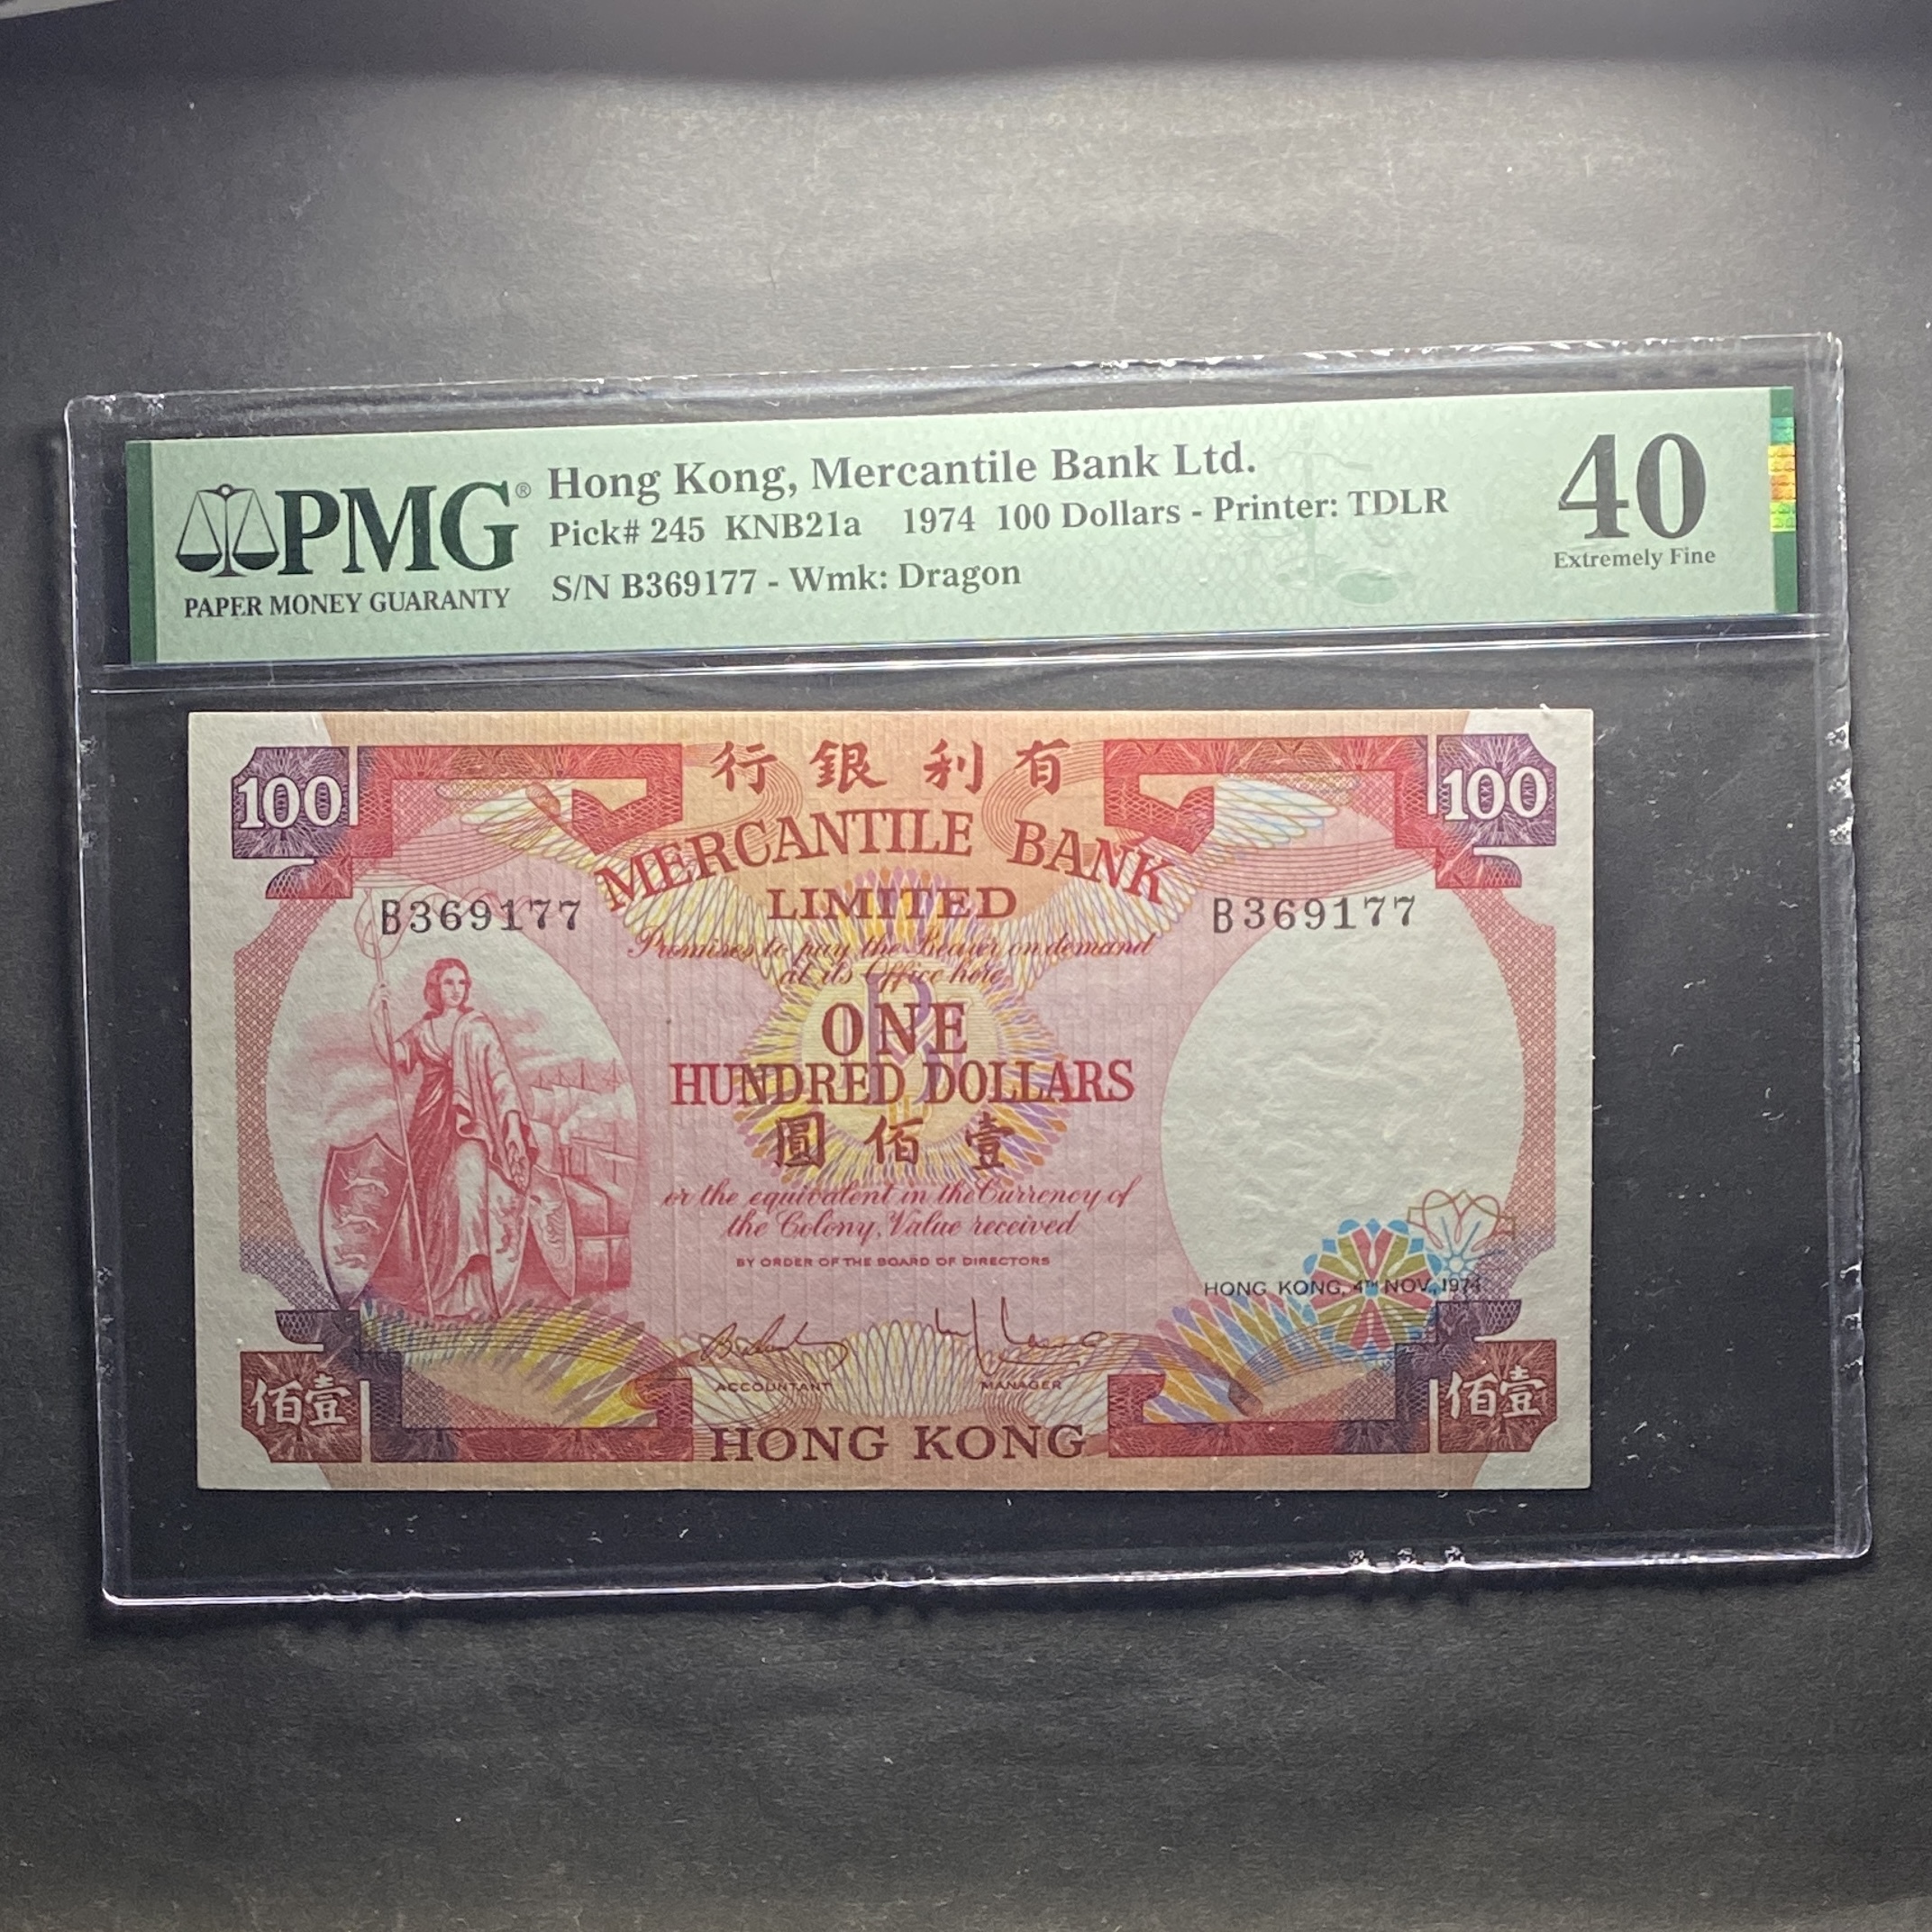 PMG®
PAPER MONEY GUARANTY
Hong Kong, Mercantile Bank Ltd.
Pick# 245 KNB21a 1974 100 Dollars - Printer: TDLR
S/N B369177 - Wmk: Dragon
40
Extremely Fine
100
行銀利有
100
MERCANTILE BANK
LIMITED
B369177
B369177
Promises to pay the Bearer on demand
at its Office here
ONE
HUNDRED DOLLARS
圓佰壹
or the equivalent in the Currency of
the Colony, Value received
BY ORDER OF THE BOARD OF DIRECTORS
HONG KONG, 4TH NOV., 1974
ACCOUNTANT
MANAGER
佰壹
HONG KONG
佰壹